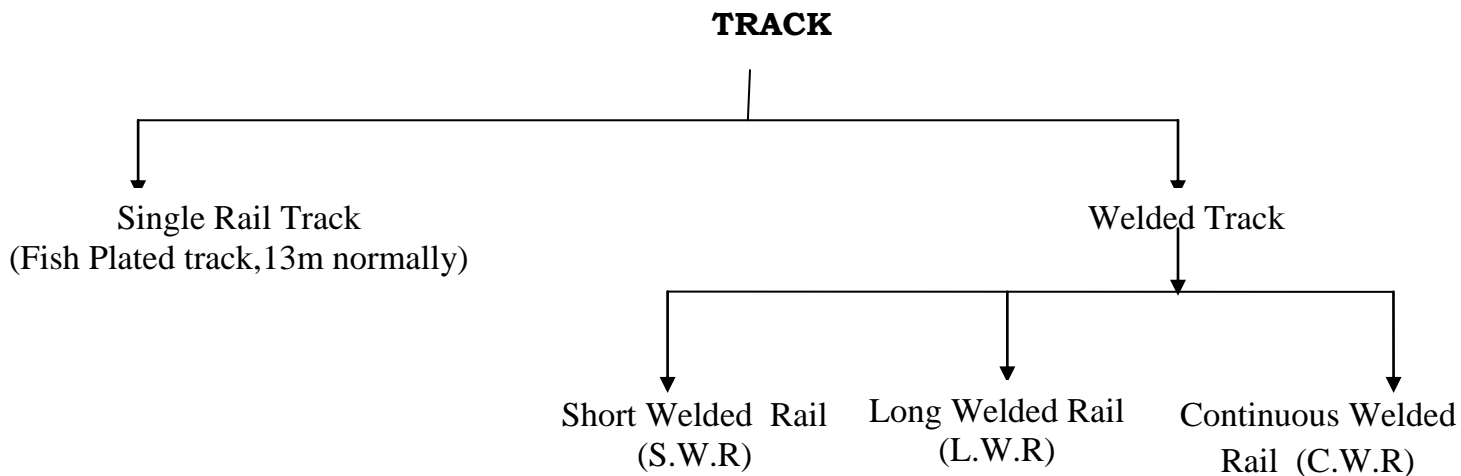 TRACK
Single Rail Track
(Fish Plated track,13m normally)
Welded Track
Short Welded Rail
(S.W.R)
Long Welded Rail
(L.W.R)
Continuous Welded
Rail (C.W.R)